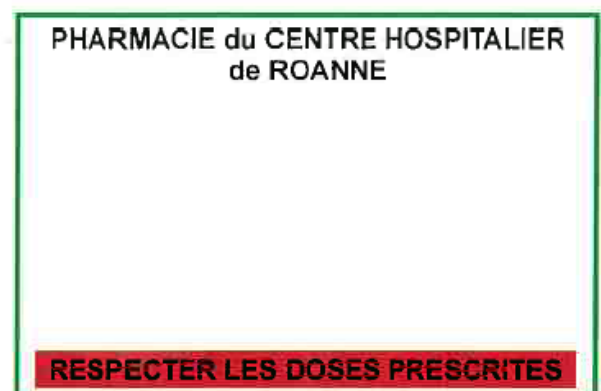 PHARMACIE du CENTRE HOSPITALIER
de ROANNE
RESPECTER LES DOSES PRESCRITES